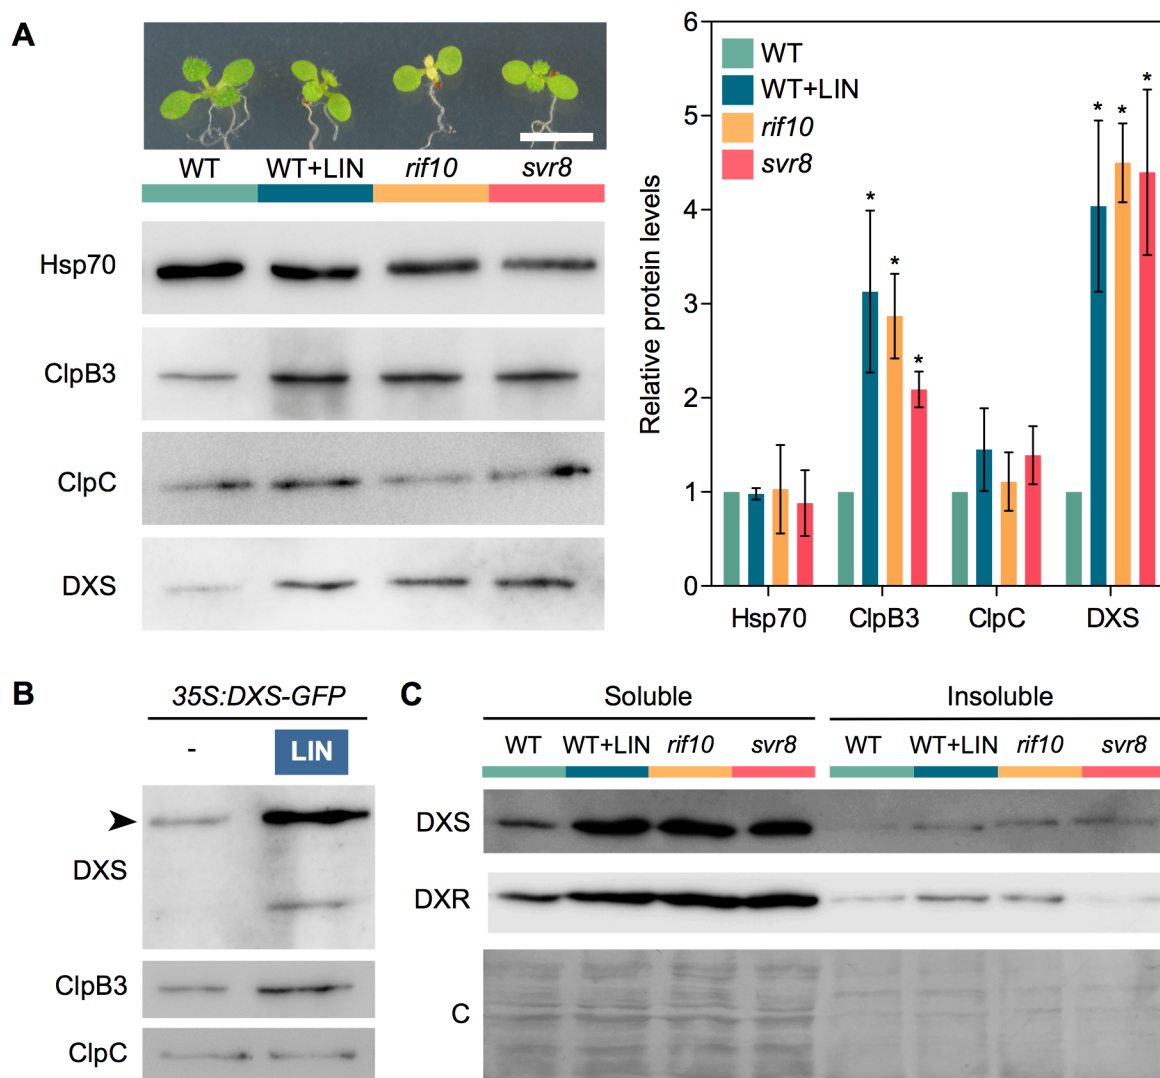 A
WT WT+LIN rif10 svr8
Hsp70
ClpB3
ClpC
DXS
Relative protein levels
6
5
4
3
2
1
0
WT
WT+LIN
rif10
svr8
* * * * * *
Hsp70 ClpB3 ClpC DXS
B
35S:DXS-GFP
- LIN
DXS
ClpB3
ClpC
C
Soluble Insoluble
WT WT+LIN rif10 svr8 WT WT+LIN rif10 svr8
DXS
DXR
C